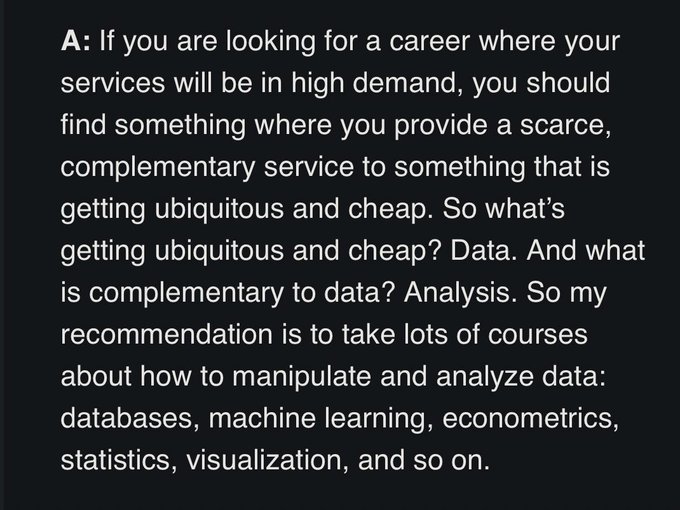 A: If you are looking for a career where your
services will be in high demand, you should
find something where you provide a scarce,
complementary service to something that is
getting ubiquitous and cheap. So what’s
getting ubiquitous and cheap? Data. And what
is complementary to data? Analysis. So my
recommendation is to take lots of courses
about how to manipulate and analyze data:
databases, machine learning, econometrics,
statistics, visualization, and so on.